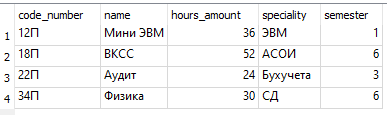 code_number name hours_amount speciality semester
1 12П Мини ЭВМ 36 ЭВМ 1
2 18П ВКСС 52 АСОИ 6
3 22П Аудит 24 Бухучета 3
4 34П Физика 30 СД 6